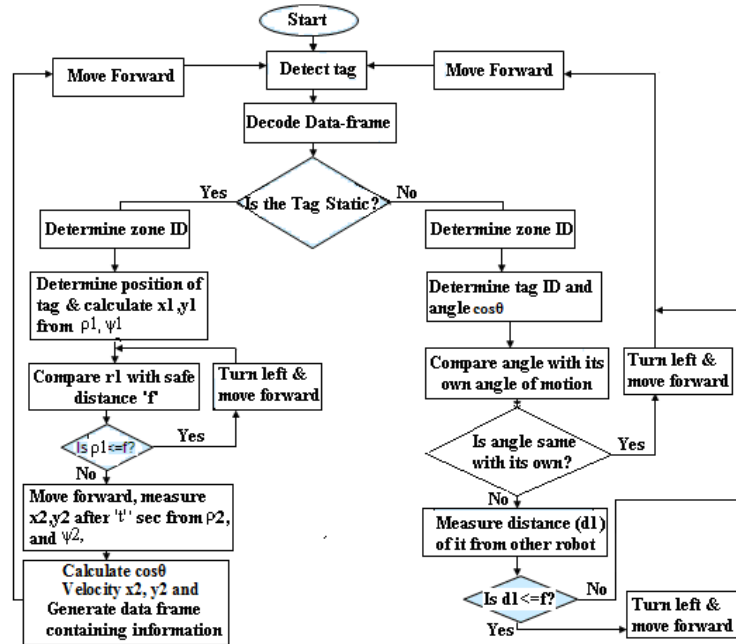 Start
Move Forward
Detect tag
Move Forward
Decode Data-frame
Yes
Is the Tag Static?
No
Determine zone ID
Determine zone ID
Determine position of
tag & calculate x1,y1
from ρ1, ψ1
Determine tag ID and
angle cosθ
Compare r1 with safe
distance 'f'
Turn left &
move forward
Compare angle with its
own angle of motion
Turn left &
move forward
Is ρ1<=f?
Yes
Is angle same
with its own?
Yes
No
No
Move forward, measure
x2,y2 after 't'' sec from ρ2,
and ψ2,
Measure distance (d1)
of it from other robot
Calculate cosθ
Velocity x2, y2 and
Generate data frame
containing information
Is d1<=f?
No
Yes
Turn left &
move forward